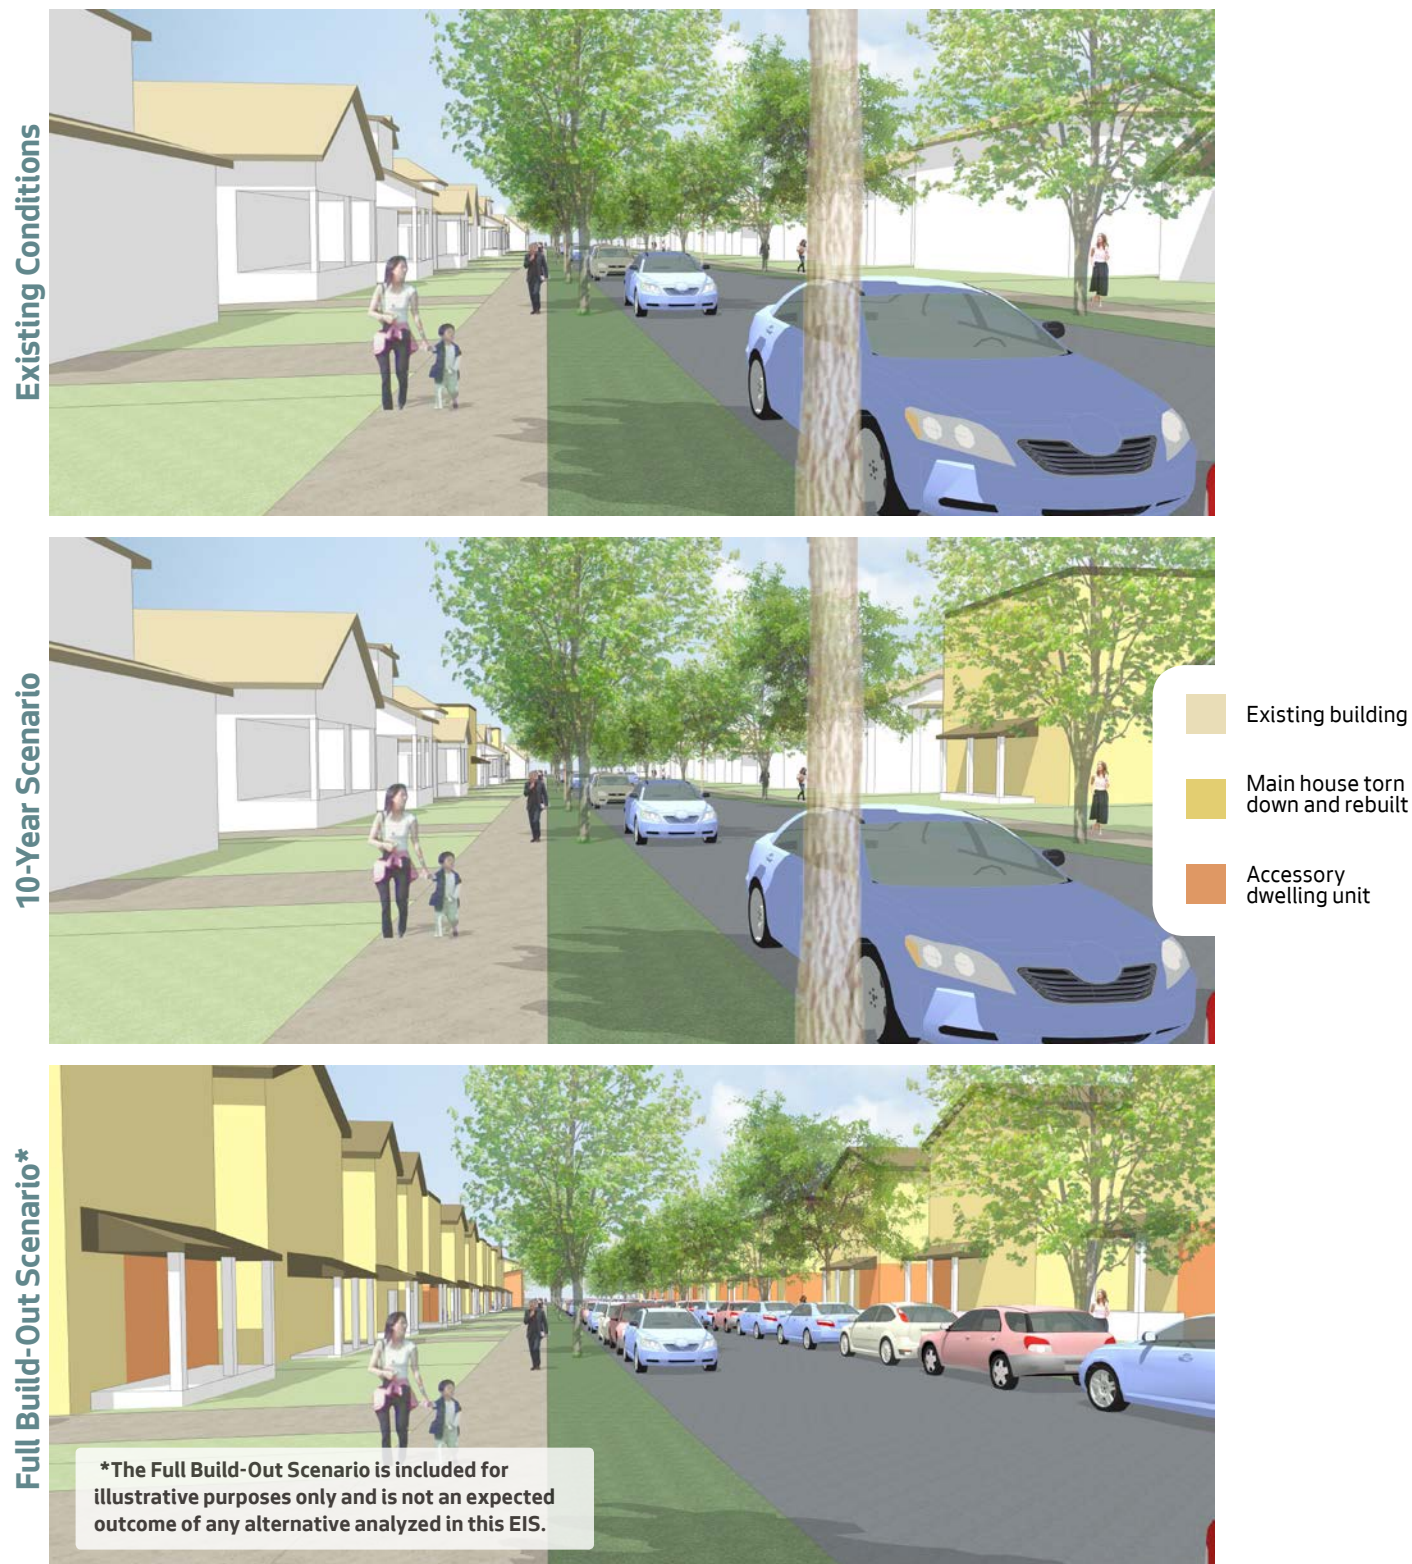 Existing Conditions
10-Year Scenario
Existing building
Main house torn
down and rebuilt
Accessory
dwelling unit
Full Build-Out Scenario*
*The Full Build-Out Scenario is included for
illustrative purposes only and is not an expected
outcome of any alternative analyzed in this EIS.